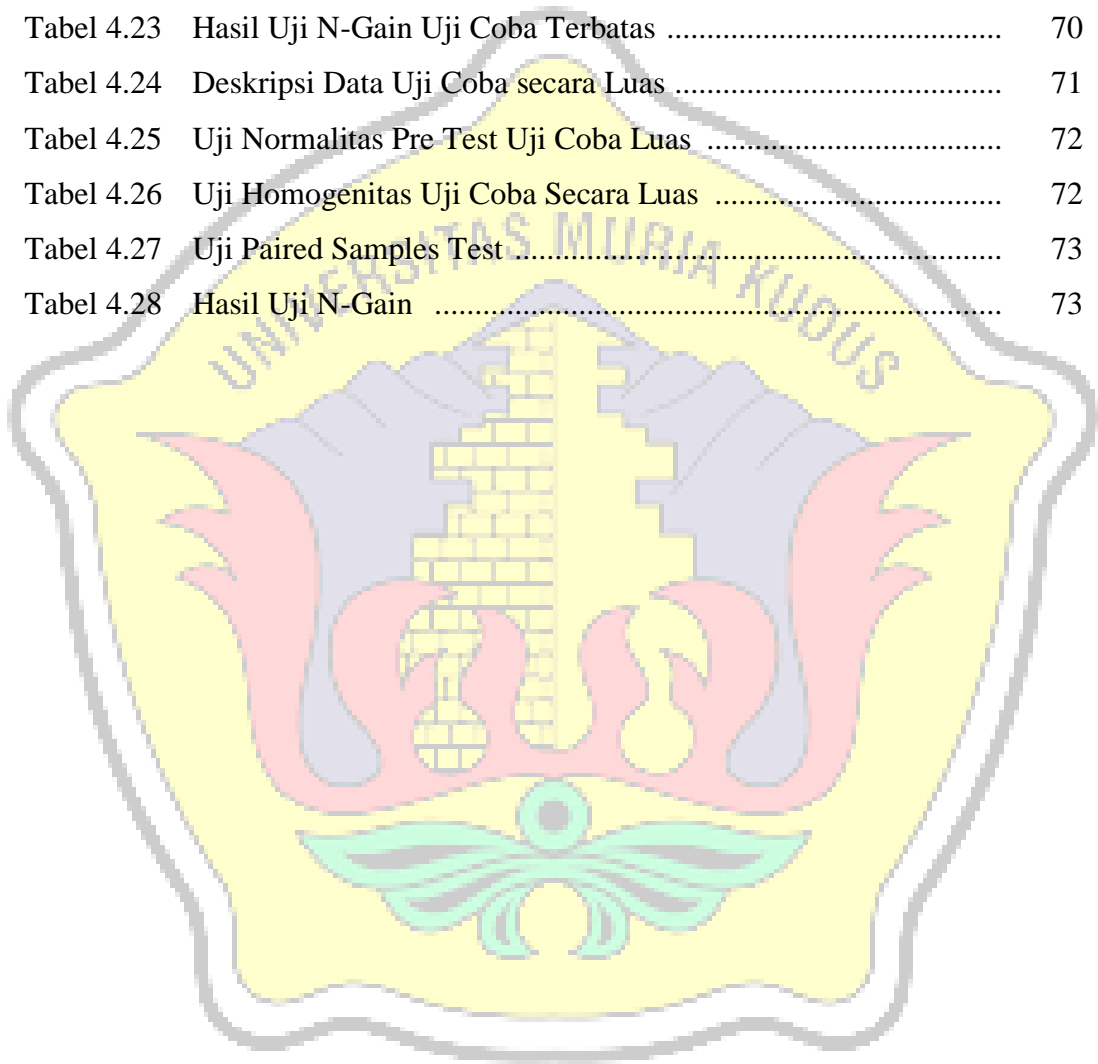 Tabel 4.23 Hasil Uji N-Gain Uji Coba Terbatas ..................................... 70
Tabel 4.24 Deskripsi Data Uji Coba secara Luas .................................... 71
Tabel 4.25 Uji Normalitas Pre Test Uji Coba Luas ................................. 72
Tabel 4.26 Uji Homogenitas Uji Coba Secara Luas ................................ 72
Tabel 4.27 Uji Paired Samples Test ....................................................... 73
Tabel 4.28 Hasil Uji N-Gain ............................................................... 73
UNIVERSITAS MURIA KUDUS